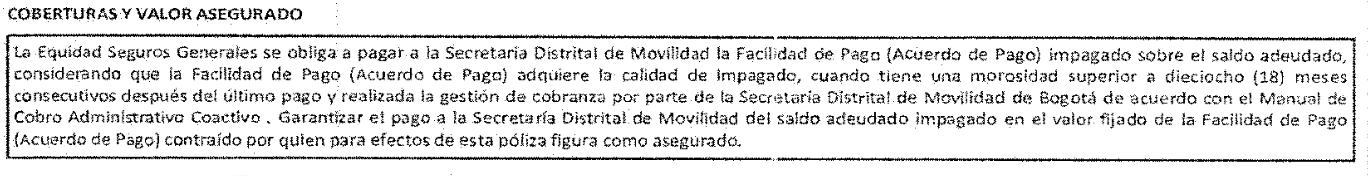 COBERTURAS Y VALOR ASEGURADO
La Equidad Seguros Generales se obliga a pagar a la Secretaria Distrital de Movilidad la Facilidad de Pago (Acuerdo de Pago) impagado sobre el saldo adeudado,
considerando que la Facilidad de Pago (Acuerdo de Pago) adquiere la calidad de impagado, cuando tiene una morosidad superior a dieciocho (18) meses
consecutivos después del último pago y realizada la gestión de cobranza por parte de la Secretaría Distrital de Movilidad de Bogotá de acuerdo con el Manual de
Cobro Administrativo Coactivo . Garantizar el pago a la Secretaría Distrital de Movilidad del saldo adeudado impagado en el valor fijado de la Facilidad de Pago
(Acuerdo de Pago) contraído por quien para efectos de esta póliza figura como asegurado.